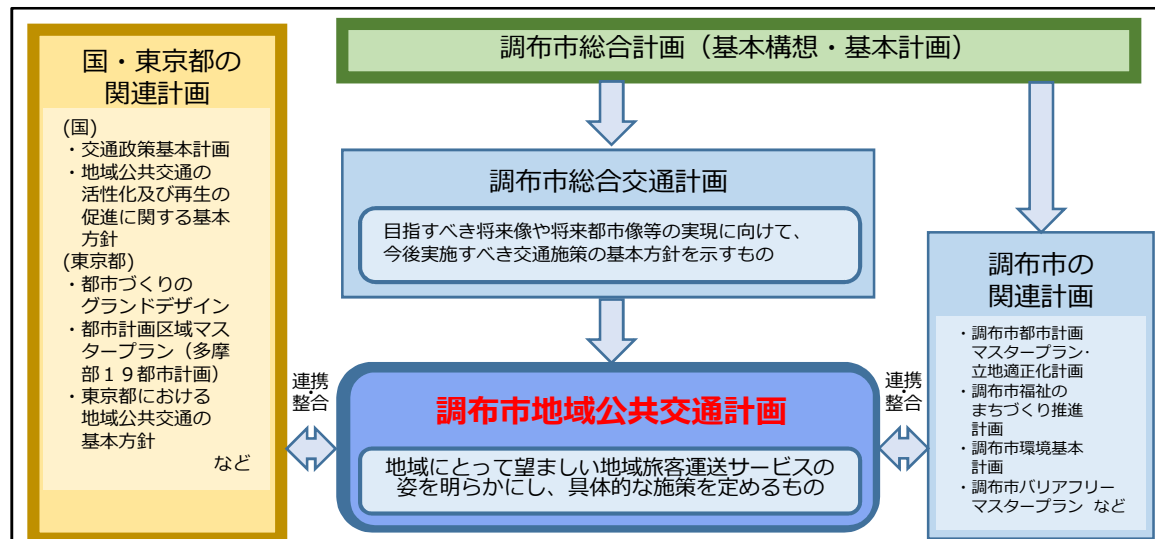 国・東京都の
関連計画
(国)
・交通政策基本計画
・地域公共交通の
活性化及び再生の
促進に関する基本
方針
(東京都)
・都市づくりの
グランドデザイン
・都市計画区域マス
タープラン（多摩
部１９都市計画）
・東京都における
地域公共交通の
基本方針
など
調布市総合計画（基本構想・基本計画）
調布市総合交通計画
目指すべき将来像や将来都市像等の実現に向けて、
今後実施すべき交通施策の基本方針を示すもの
連携・
整合
調布市地域公共交通計画
地域にとって望ましい地域旅客運送サービスの
姿を明らかにし、具体的な施策を定めるもの
連携・
整合
調布市の
関連計画
・調布市都市計画
マスタープラン・
立地適正化計画
・調布市福祉の
まちづくり推進
計画
・調布市環境基本
計画
・調布市バリアフリー
マスタープラン など